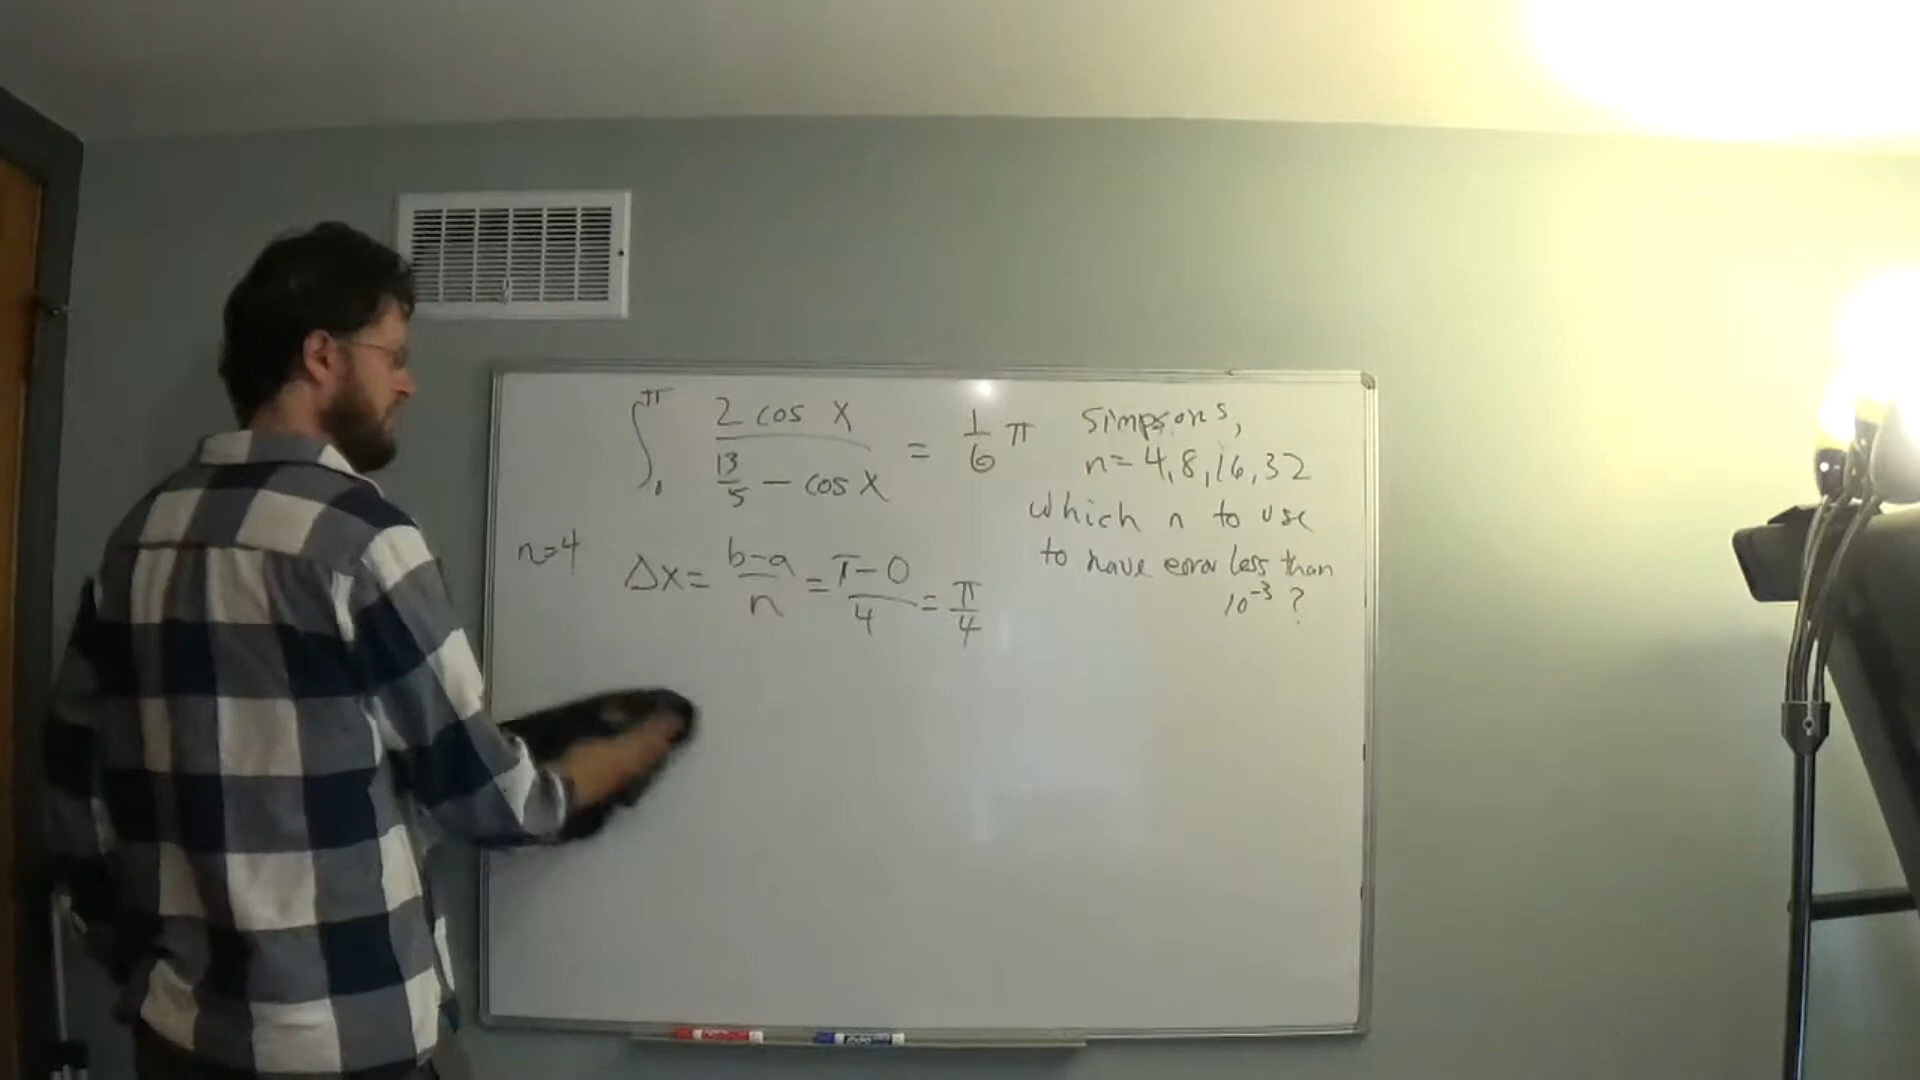 ∫₀^π (2 cos x)/(13/5 − cos x) = 1/6 π
Simpsons,
n=4,8,16,32
which n to use
to have error less than
10⁻³ ?
n=4
Δx = (b−a)/n = (π−0)/4 = π/4